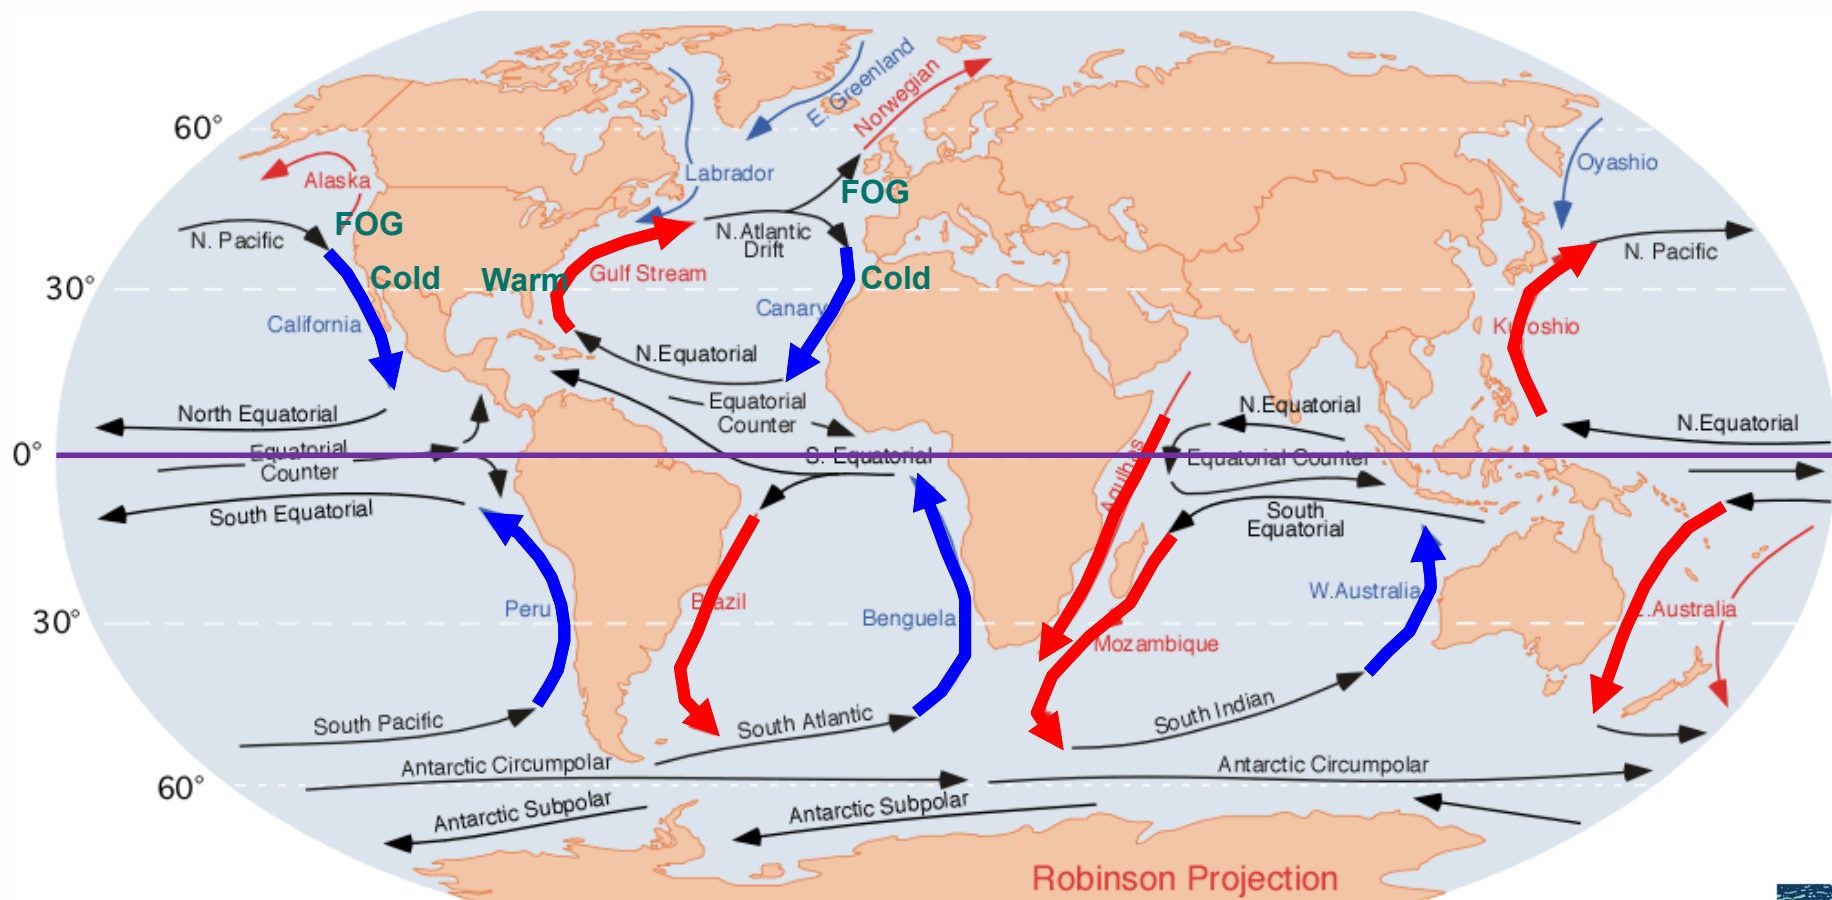 E. Greenland
Norwegian
60°
Labrador
Oyashio
Alaska
FOG
FOG
N. Pacific
N.Atlantic
Drift
N. Pacific
Cold
Warm
Gulf Stream
Cold
30°
California
Canary
Kuroshio
N.Equatorial
North Equatorial
Equatorial
Counter
N.Equatorial
N.Equatorial
0°
Equatorial
Counter
S. Equatorial
Agulhas
Equatorial Counter
South Equatorial
South
Equatorial
Peru
Brazil
Benguela
W.Australia
E.Australia
30°
Mozambique
South Pacific
South Atlantic
South Indian
Antarctic Circumpolar
Antarctic Circumpolar
60°
Antarctic Subpolar
Antarctic Subpolar
Robinson Projection